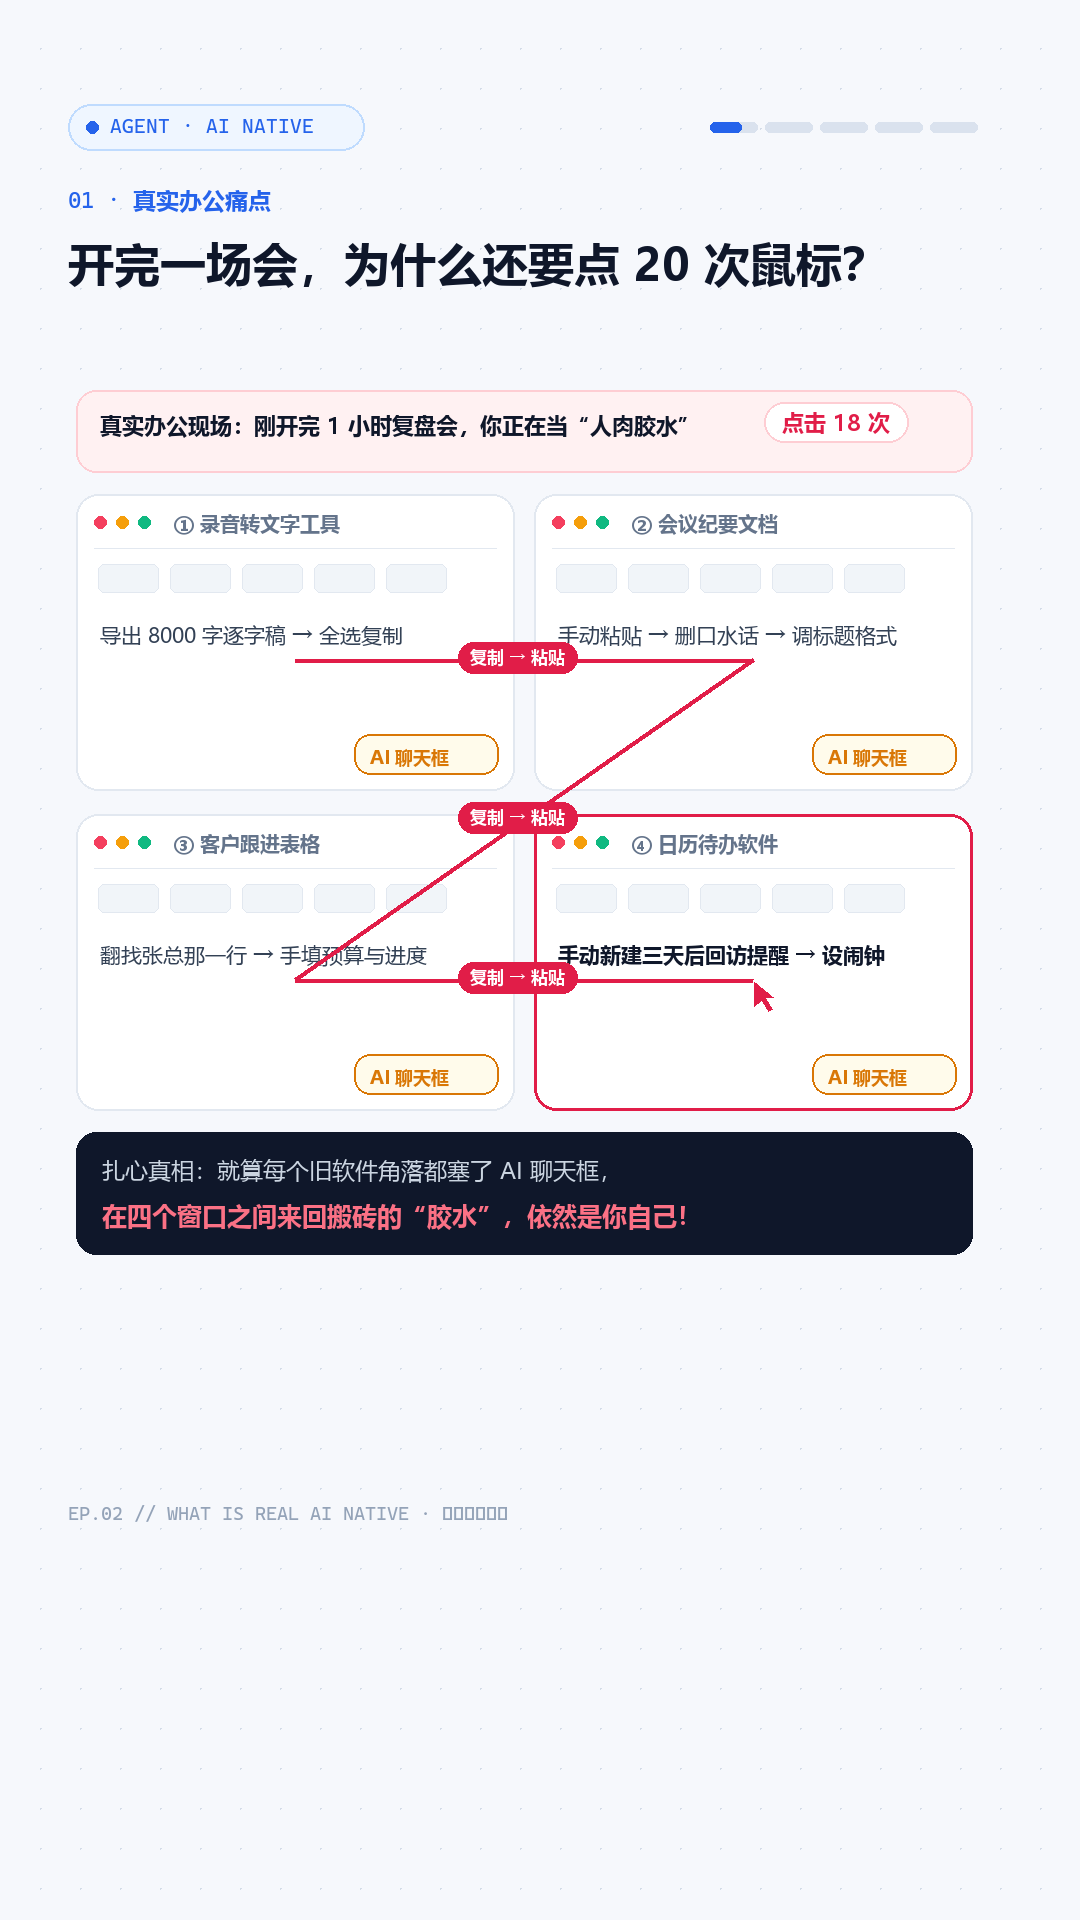 AGENT · AI NATIVE
01 · 真实办公痛点
开完一场会，为什么还要点 20 次鼠标？
真实办公现场：刚开完 1 小时复盘会，你正在当“人肉胶水”
点击 18 次
① 录音转文字工具
导出 8000 字逐字稿 → 全选复制
AI 聊天框
② 会议纪要文档
手动粘贴 → 删口水话 → 调标题格式
AI 聊天框
复制 → 粘贴
复制 → 粘贴
③ 客户跟进表格
翻找张总那一行 → 手填预算与进度
AI 聊天框
④ 日历待办软件
手动新建三天后回访提醒 → 设闹钟
AI 聊天框
复制 → 粘贴
扎心真相：就算每个旧软件角落都塞了 AI 聊天框，
在四个窗口之间来回搬砖的“胶水”，依然是你自己！
EP.02 // WHAT IS REAL AI NATIVE ·